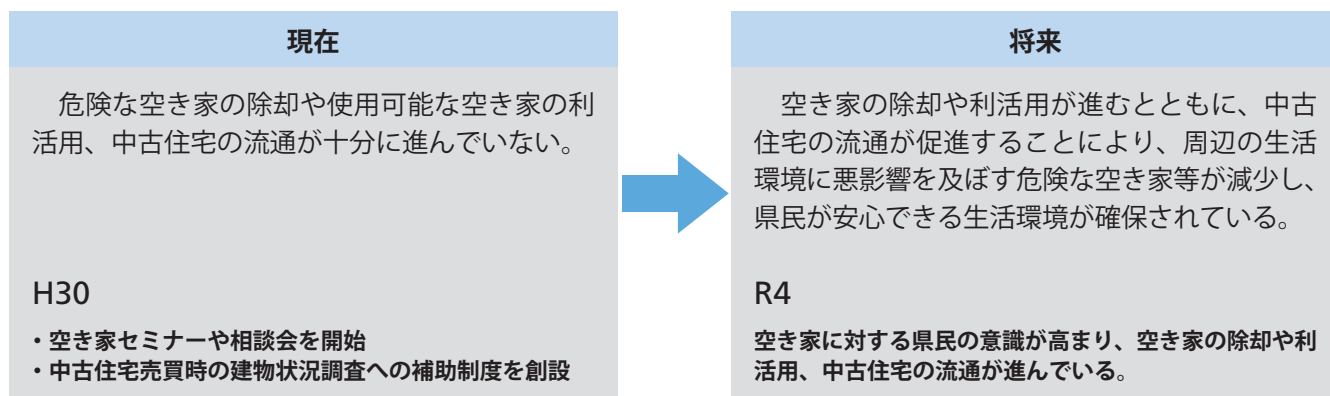 現在
危険な空き家の除却や使用可能な空き家の利
活用、中古住宅の流通が十分に進んでいない。
H30
・空き家セミナーや相談会を開始
・中古住宅売買時の建物状況調査への補助制度を創設
将来
空き家の除却や利活用が進むとともに、中古
住宅の流通が促進することにより、周辺の生活
環境に悪影響を及ぼす危険な空き家等が減少し、
県民が安心できる生活環境が確保されている。
R4
空き家に対する県民の意識が高まり、空き家の除却や利
活用、中古住宅の流通が進んでいる。